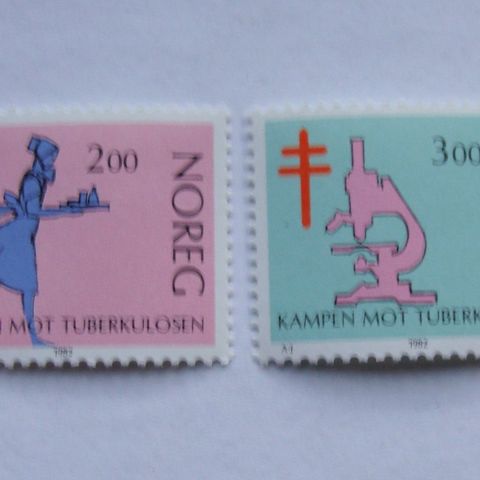 2.00
NOREG
MOT TUBERKULOSEN
1982
3.00
KAMPEN MOT TUBERK
1982